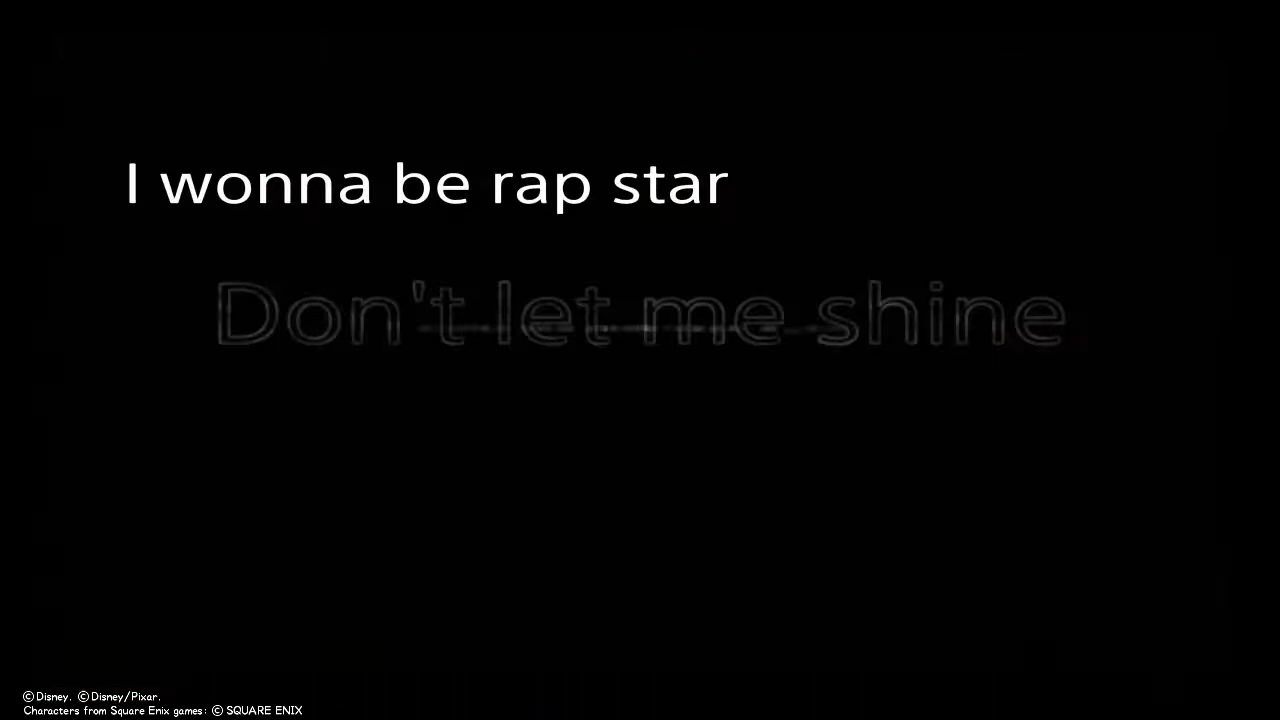 I wonna be rap star
Don't let me shine
©Disney. ©Disney/Pixar.
Characters from Square Enix games: © SQUARE ENIX